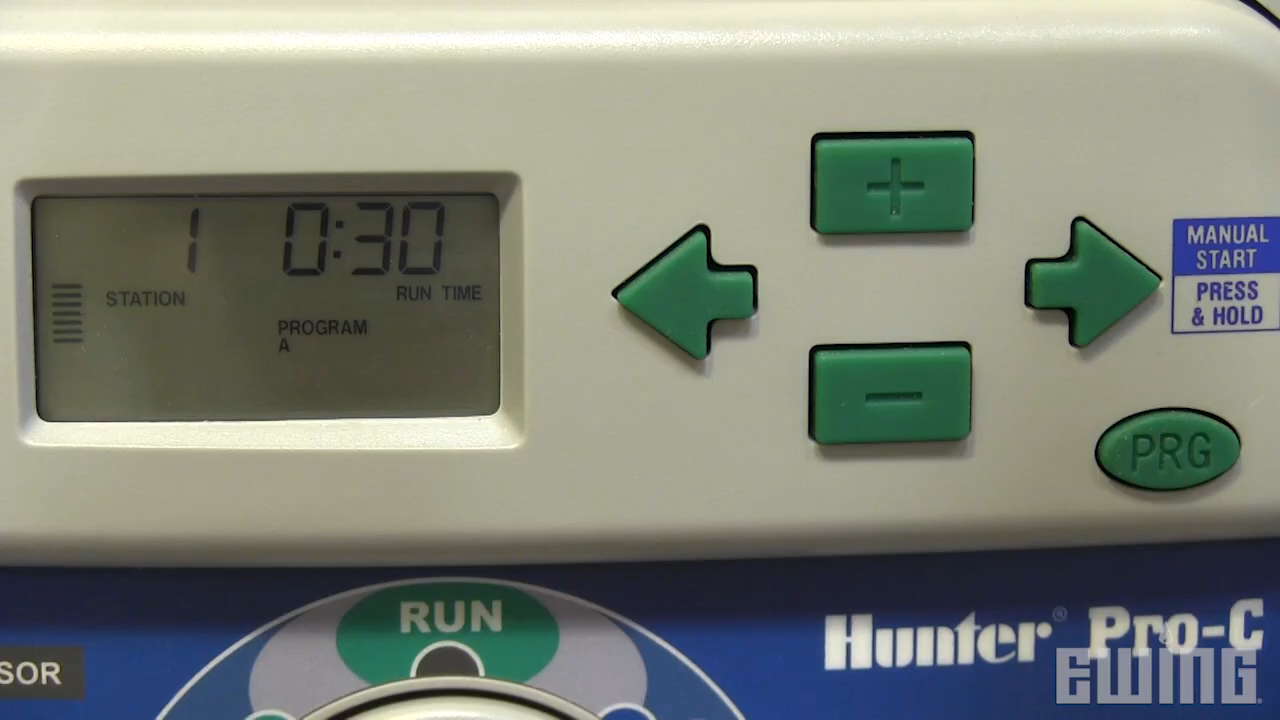 1 0:30
STATION
RUN TIME
PROGRAM
A
+
-
MANUAL
START
PRESS
& HOLD
PRG
RUN
SOR
Hunter® Pro-C
EWING